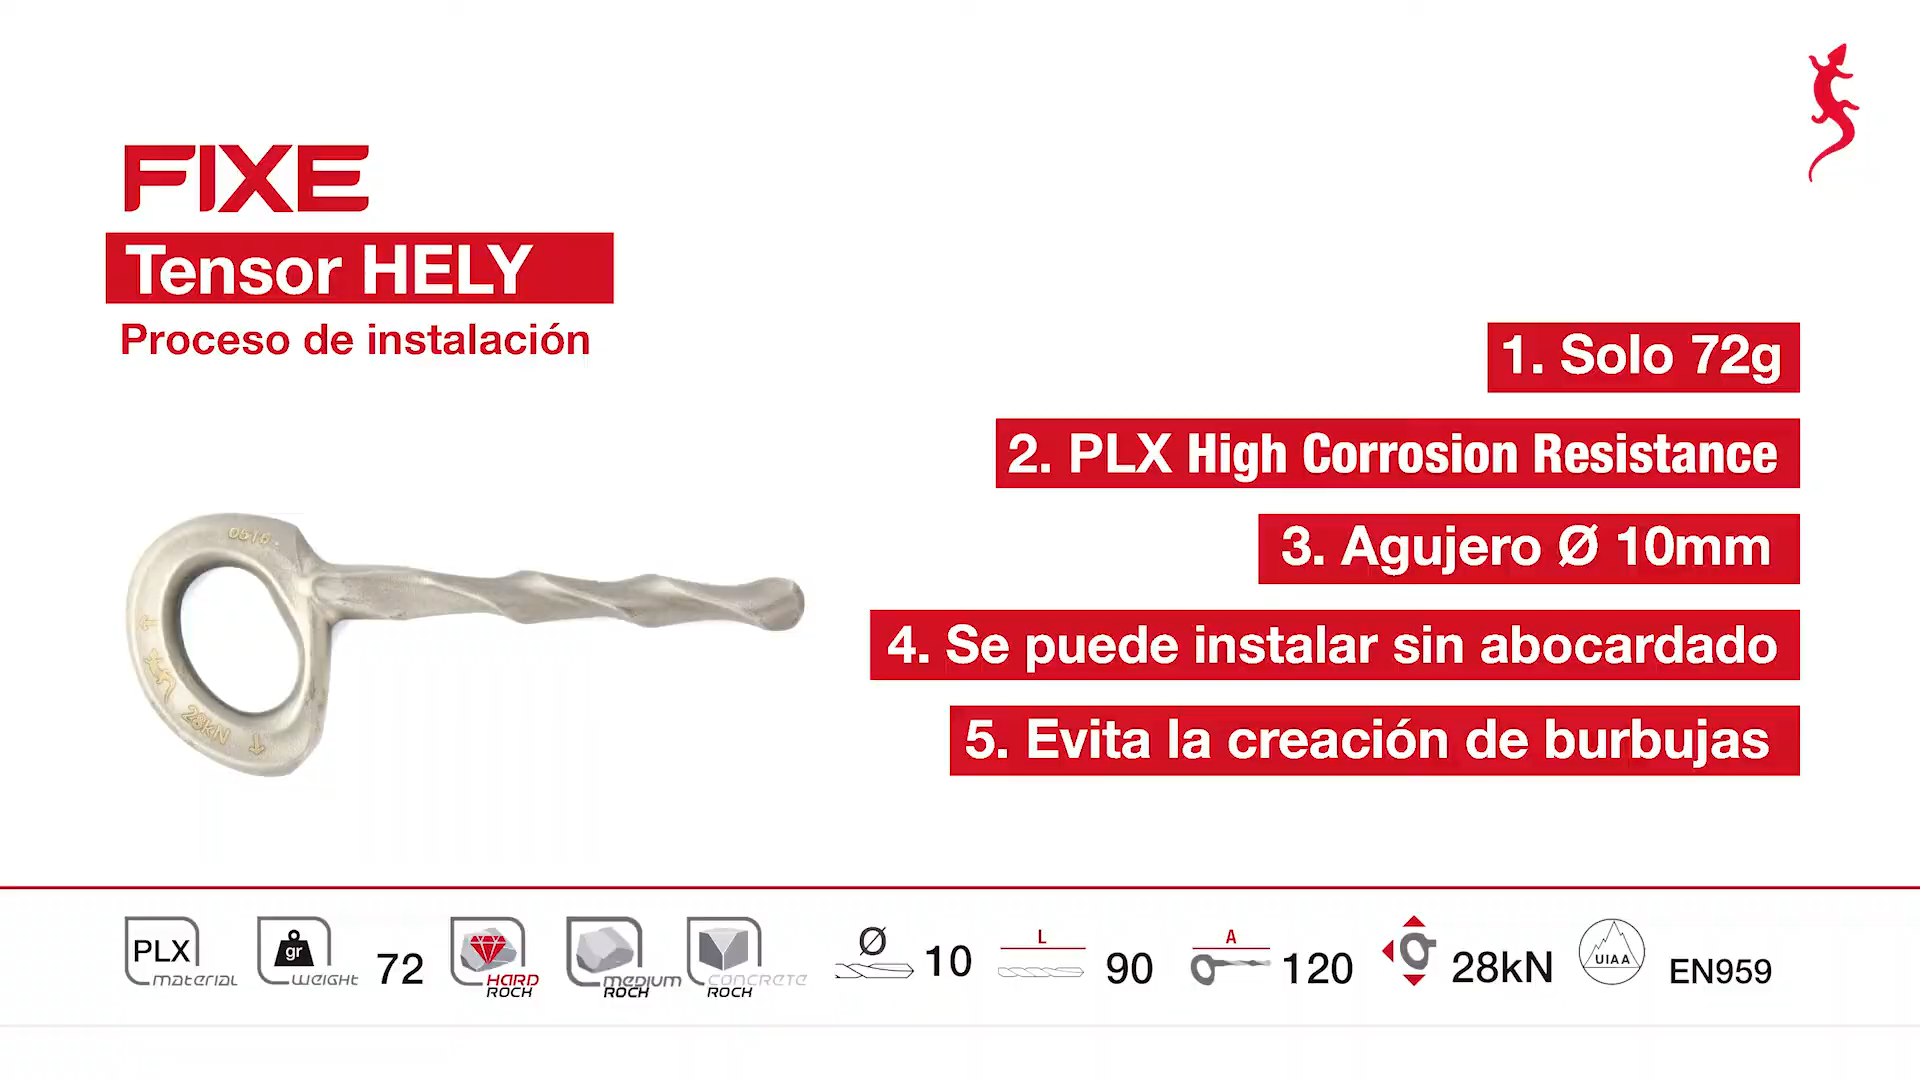 FIXE
Tensor HELY
Proceso de instalación
1. Solo 72g
2. PLX High Corrosion Resistance
3. Agujero Ø 10mm
4. Se puede instalar sin abocardado
5. Evita la creación de burbujas
0516
28kN
PLX material
gr WEIGHT 72
HARD ROCH
medium ROCH
CONCRETE ROCH
Ø 10
L 90
A 120
28kN
UIAA
EN959